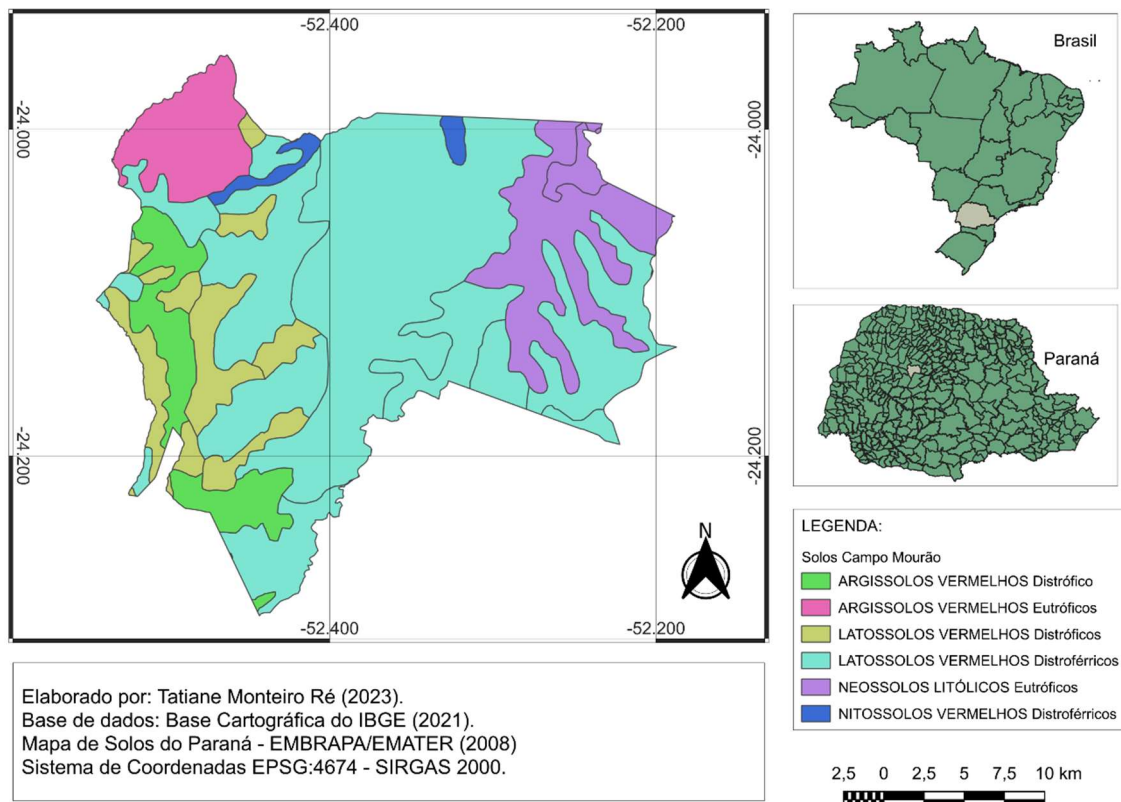 -52.400
-52.200
-24.000
-24.000
-24.200
-24.200
-52.400
-52.200
N
Brasil
Paraná
LEGENDA:
Solos Campo Mourão
ARGISSOLOS VERMELHOS Distrófico
ARGISSOLOS VERMELHOS Eutróficos
LATOSSOLOS VERMELHOS Distróficos
LATOSSOLOS VERMELHOS Distroférricos
NEOSSOLOS LITÓLICOS Eutróficos
NITOSSOLOS VERMELHOS Distroférricos
Elaborado por: Tatiane Monteiro Ré (2023).
Base de dados: Base Cartográfica do IBGE (2021).
Mapa de Solos do Paraná - EMBRAPA/EMATER (2008)
Sistema de Coordenadas EPSG:4674 - SIRGAS 2000.
2,5 0 2,5 5 7,5 10 km